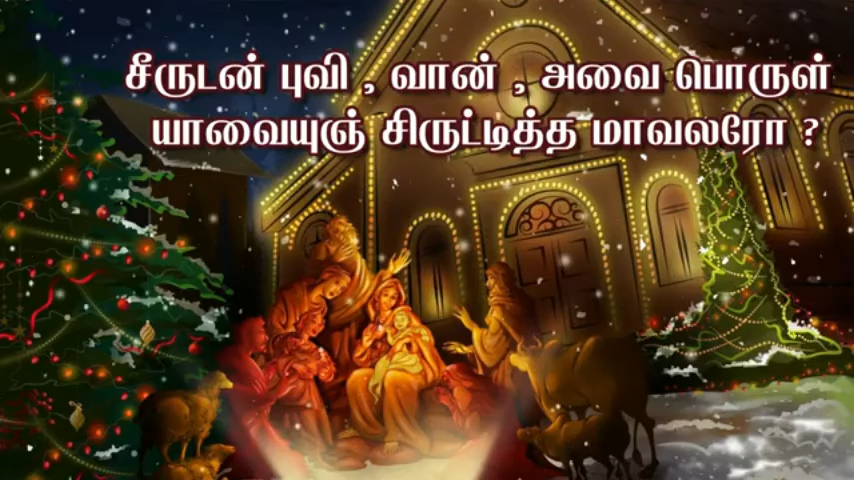 சீருடன் புவி , வான் , அவை பொருள்
யாவையுஞ் சிருட்டித்த மாவலரோ ?